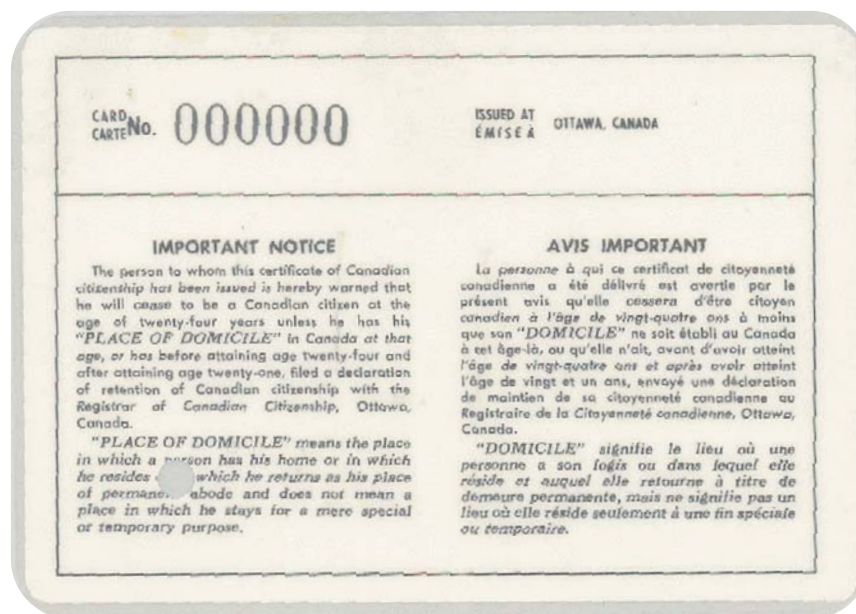 CARD
CARTE No. 000000
ISSUED AT
ÉMISE À OTTAWA, CANADA
IMPORTANT NOTICE
The person to whom this certificate of Canadian
citizenship has been issued is hereby warned that
he will cease to be a Canadian citizen at the
age of twenty-four years unless he has his
"PLACE OF DOMICILE" in Canada at that
age, or has before attaining age twenty-four and
after attaining age twenty-one, filed a declaration
of retention of Canadian citizenship with the
Registrar of Canadian Citizenship, Ottawa,
Canada.
"PLACE OF DOMICILE" means the place
in which a person has his home or in which
he resides which he returns as his place
of abode and does not mean a
place in which he stays for a mere special
or temporary purpose.
AVIS IMPORTANT
La personne à qui ce certificat de citoyenneté
canadienne a été délivré est avertie par le
présent avis qu'elle cessera d'être citoyen
canadien à l'âge de vingt-quatre ans à moins
que son "DOMICILE" ne soit établi au Canada
à cet âge-là, ou qu'elle n'ait, avant d'avoir atteint
l'âge de vingt-quatre ans et après avoir atteint
l'âge de vingt et un ans, envoyé une déclaration
de maintien de sa citoyenneté canadienne au
Registraire de la Citoyenneté canadienne, Ottawa,
Canada.
"DOMICILE" signifie le lieu où une
personne a son logis ou dans lequel elle
réside et auquel elle retourne à titre de
demeure permanente, mais ne signifie pas un
lieu où elle réside seulement à une fin spéciale
ou temporaire.